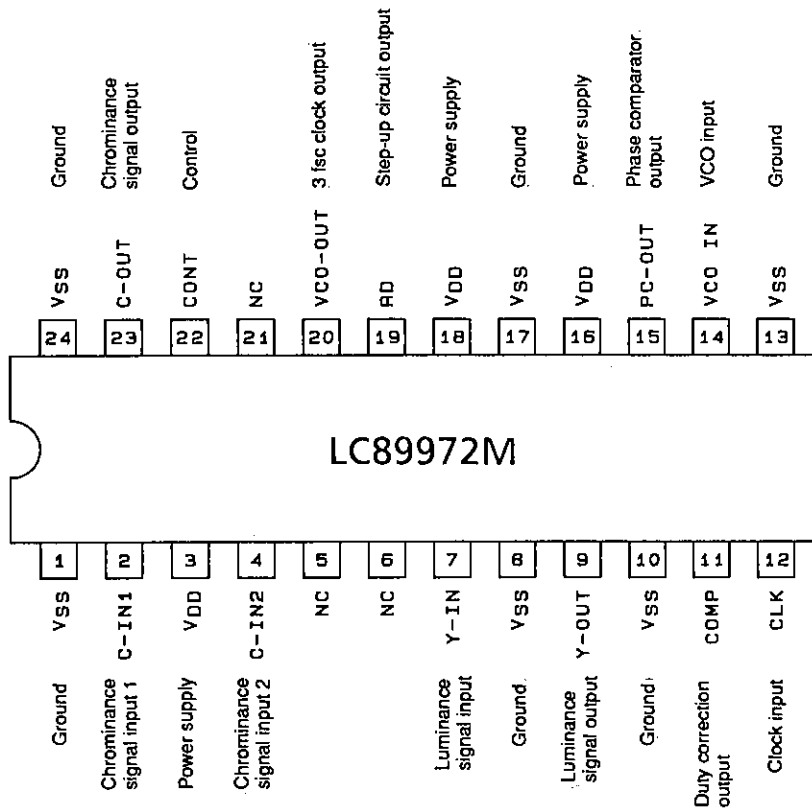 Ground
Chrominance
signal output
Control
3 fsc clock output
Step-up circuit output
Power supply
Ground
Power supply
Phase comparator
output
VCO input
Ground
VSS
C-OUT
CONT
NC
VCO-OUT
AD
VDD
VSS
VDD
PC-OUT
VCO IN
VSS
24 23 22 21 20 19 18 17 16 15 14 13
LC89972M
1 2 3 4 5 6 7 8 9 10 11 12
VSS
C-IN1
VDD
C-IN2
NC
NC
Y-IN
VSS
Y-OUT
VSS
COMP
CLK
Ground
Chrominance
signal input 1
Power supply
Chrominance
signal input 2
Luminance
signal input
Ground
Luminance
signal output
Ground
Duty correction
output
Clock input